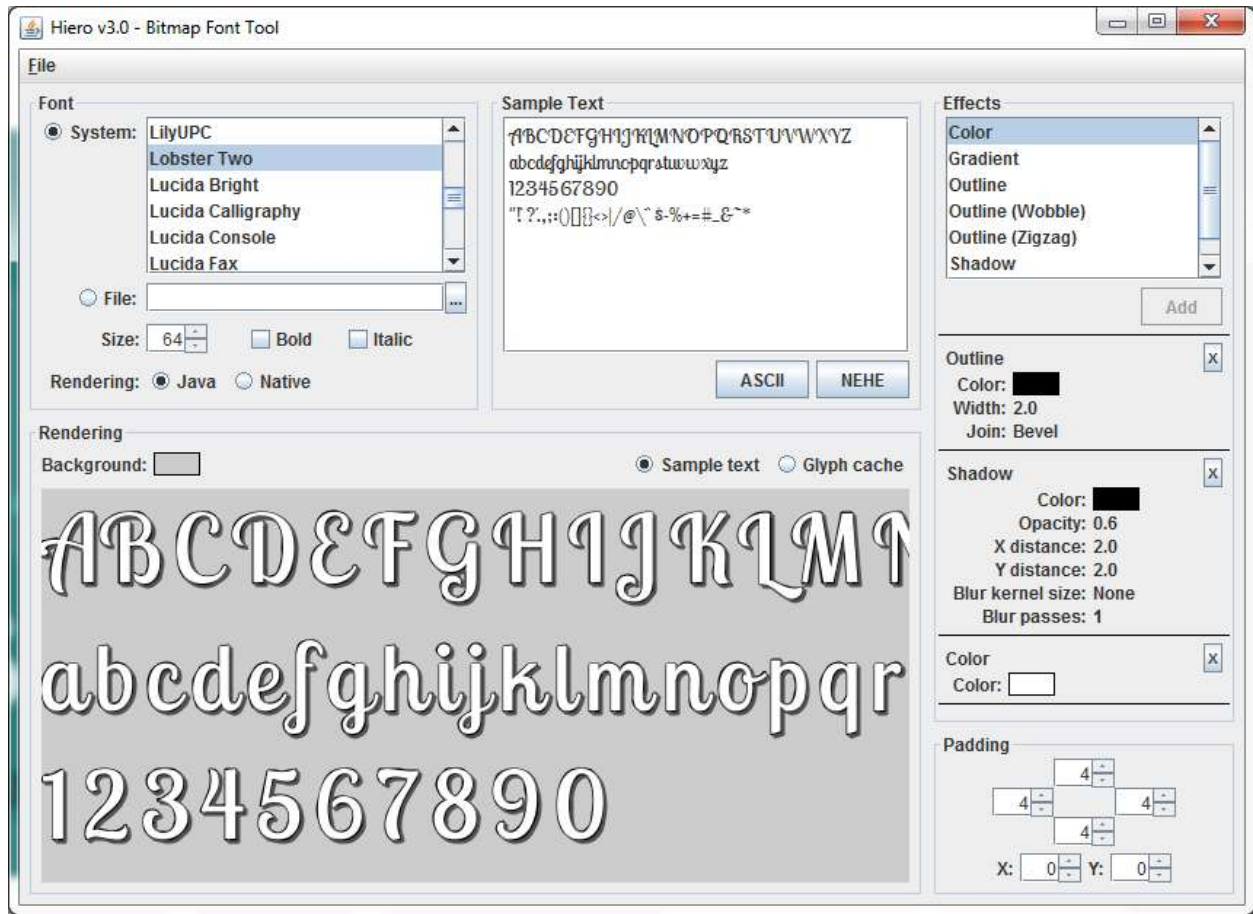 Hiero v3.0 - Bitmap Font Tool
File
Font
System:
LilyUPC
Lobster Two
Lucida Bright
Lucida Calligraphy
Lucida Console
Lucida Fax
File:
...
Size: 64 Bold Italic
Rendering: Java Native
Sample Text
ABCDEFGHIJKLMNOPQRSTUVWXYZ
abcdefghijklmnopqrstuvwxyz
1234567890
"!`?'.,;:()[]{}<>|/@\^$-%+=#_&~*
ASCII NEHE
Rendering
Background: Sample text Glyph cache
ABCDEFGHIJKLMN
abcdefghijklmnopqr
1234567890
Effects
Color
Gradient
Outline
Outline (Wobble)
Outline (Zigzag)
Shadow
Add
Outline X
Color:
Width: 2.0
Join: Bevel
Shadow X
Color:
Opacity: 0.6
X distance: 2.0
Y distance: 2.0
Blur kernel size: None
Blur passes: 1
Color X
Color:
Padding
4
4 4
4
X: 0 Y: 0